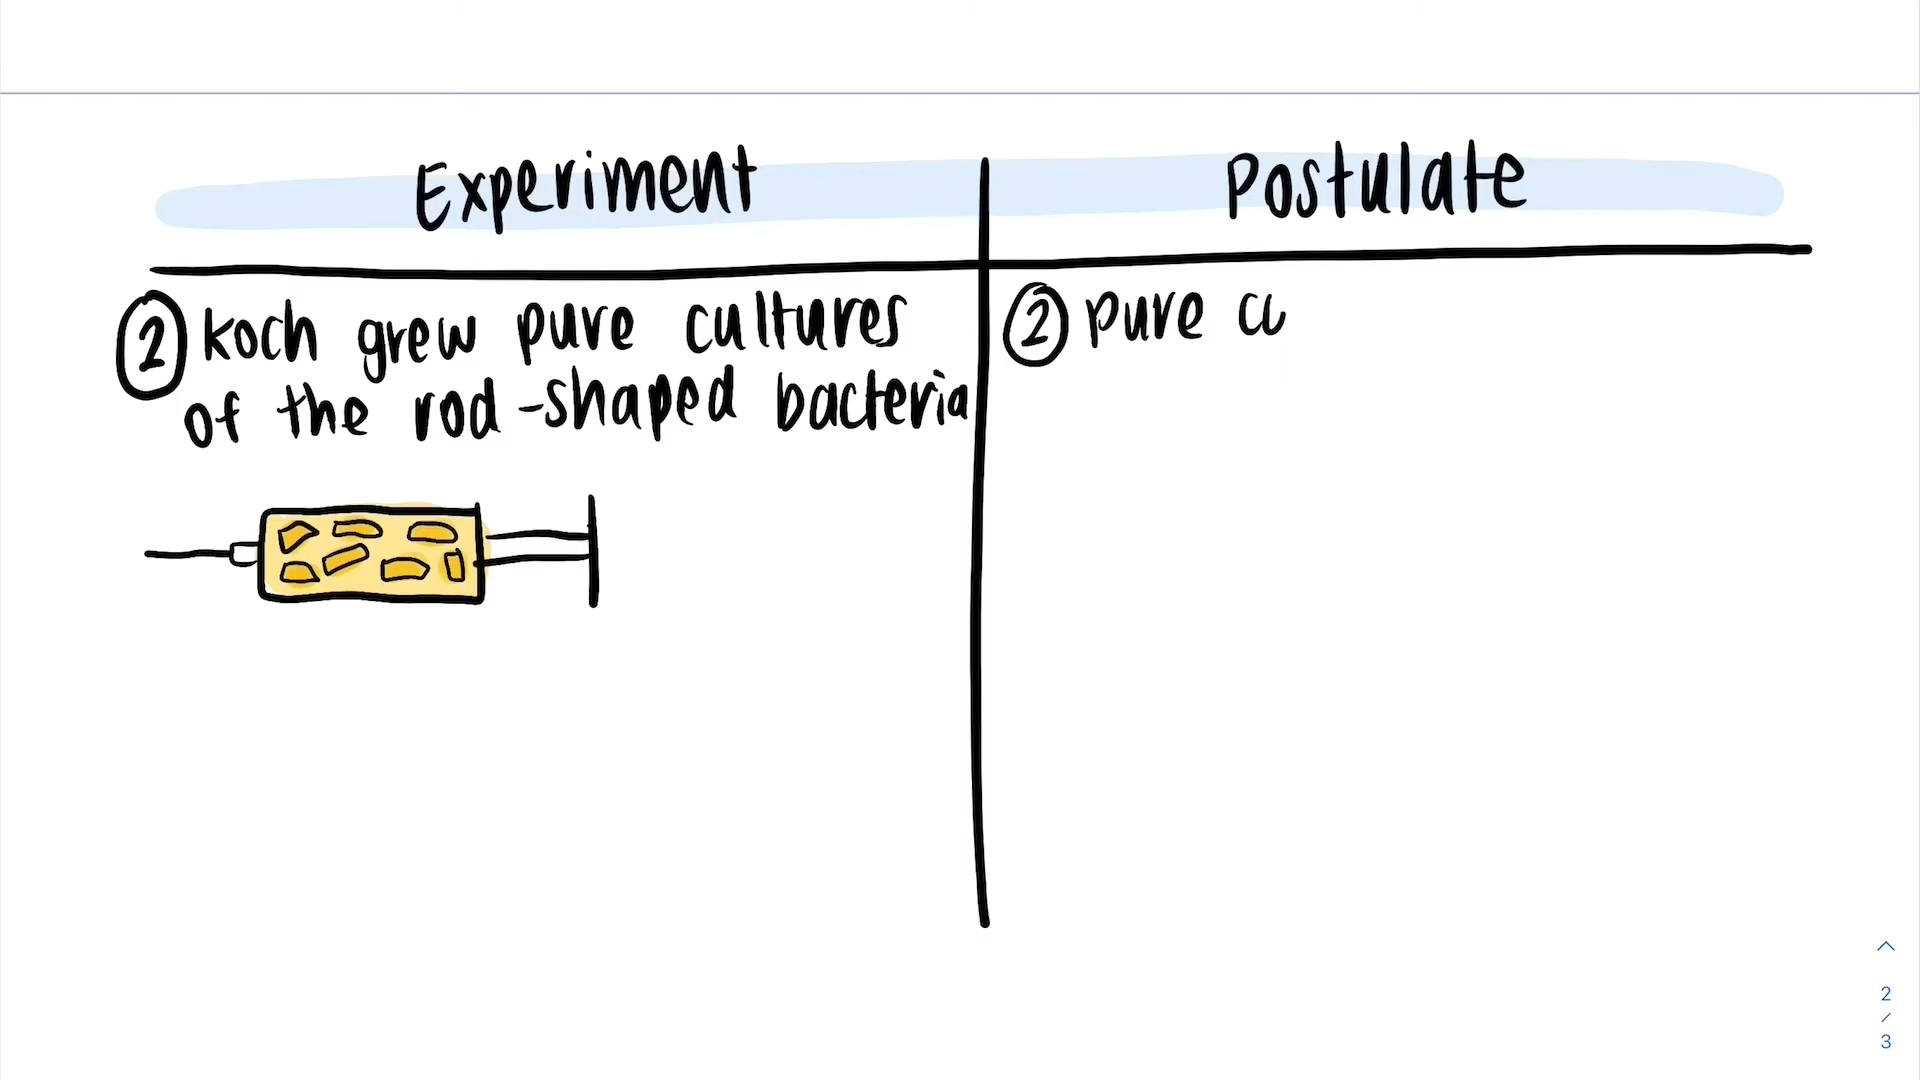 Experiment
Postulate
② Koch grew pure cultures
of the rod-shaped bacteria
② pure cu
2
/
3